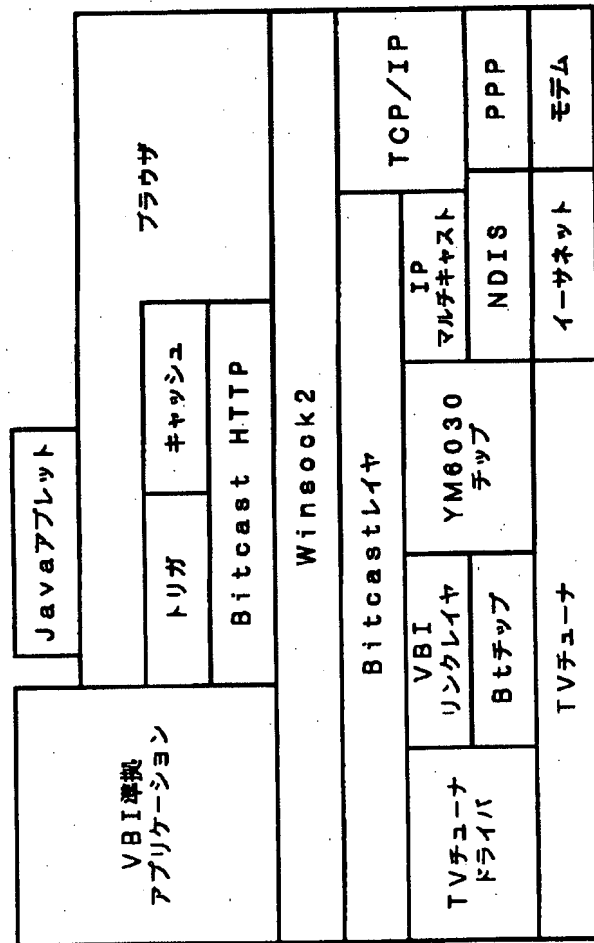 Javaアプレット
VBI準拠
アプリケーション
ブラウザ
トリガ
キャッシュ
Bitcast HTTP
Winsock2
Bitcastレイヤ
TCP/IP
TVチューナ
ドライバ
VBI
リンクレイヤ
Btチップ
YM6030
チップ
IP
マルチキャスト
NDIS
PPP
TVチューナ
イーサネット
モデム